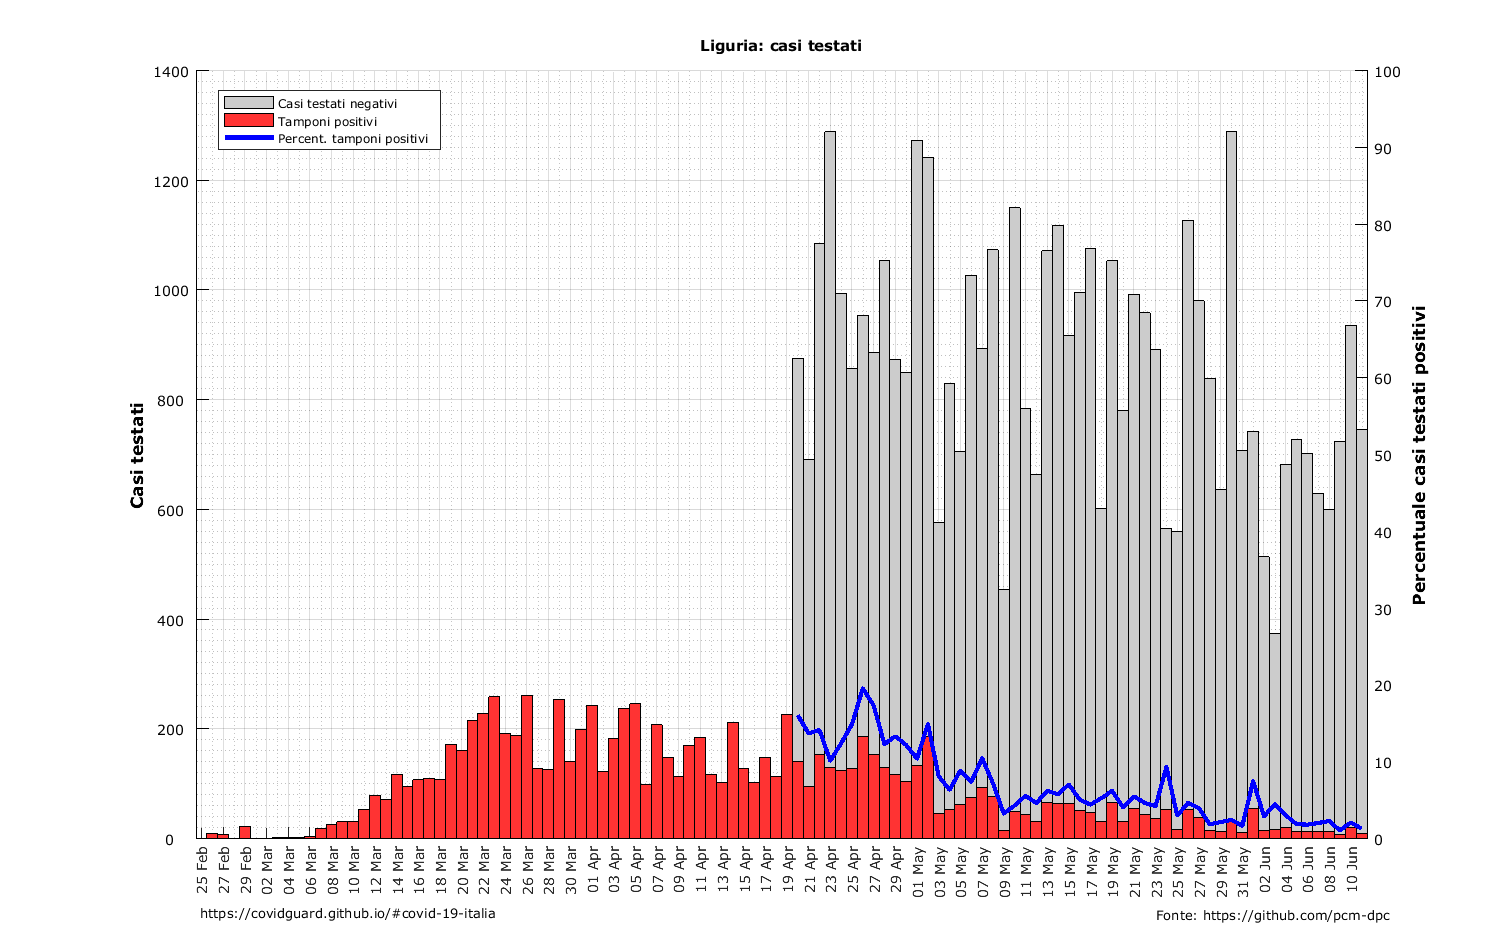 Liguria: casi testati
Casi testati negativi
Tamponi positivi
Percent. tamponi positivi
Casi testati
1400
1200
1000
800
600
400
200
0
Percentuale casi testati positivi
100
90
80
70
60
50
40
30
20
10
0
25 Feb
27 Feb
29 Feb
02 Mar
04 Mar
06 Mar
08 Mar
10 Mar
12 Mar
14 Mar
16 Mar
18 Mar
20 Mar
22 Mar
24 Mar
26 Mar
28 Mar
30 Mar
01 Apr
03 Apr
05 Apr
07 Apr
09 Apr
11 Apr
13 Apr
15 Apr
17 Apr
19 Apr
21 Apr
23 Apr
25 Apr
27 Apr
29 Apr
01 May
03 May
05 May
07 May
09 May
11 May
13 May
15 May
17 May
19 May
21 May
23 May
25 May
27 May
29 May
31 May
02 Jun
04 Jun
06 Jun
08 Jun
10 Jun
https://covidguard.github.io/#covid-19-italia
Fonte: https://github.com/pcm-dpc